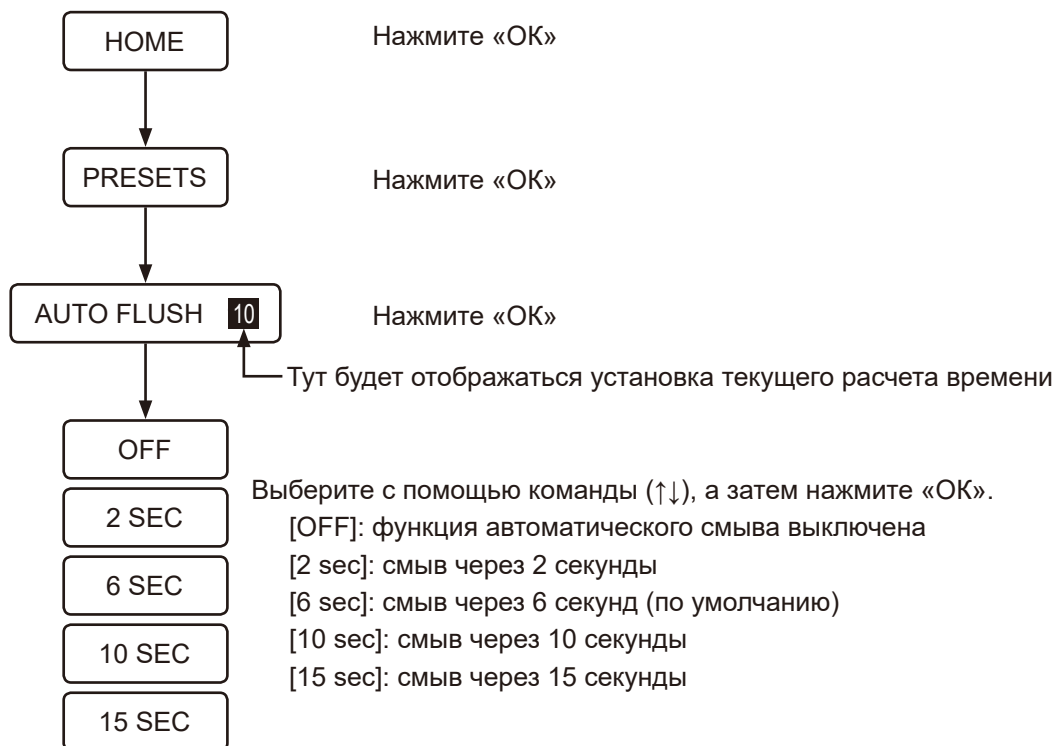 HOME
Нажмите «ОК»
PRESETS
Нажмите «ОК»
AUTO FLUSH 10
Нажмите «ОК»
Тут будет отображаться установка текущего расчета времени
OFF
Выберите с помощью команды (↑↓), а затем нажмите «ОК».
2 SEC
[OFF]: функция автоматического смыва выключена
[2 sec]: смыв через 2 секунды
6 SEC
[6 sec]: смыв через 6 секунд (по умолчанию)
[10 sec]: смыв через 10 секунды
10 SEC
[15 sec]: смыв через 15 секунды
15 SEC